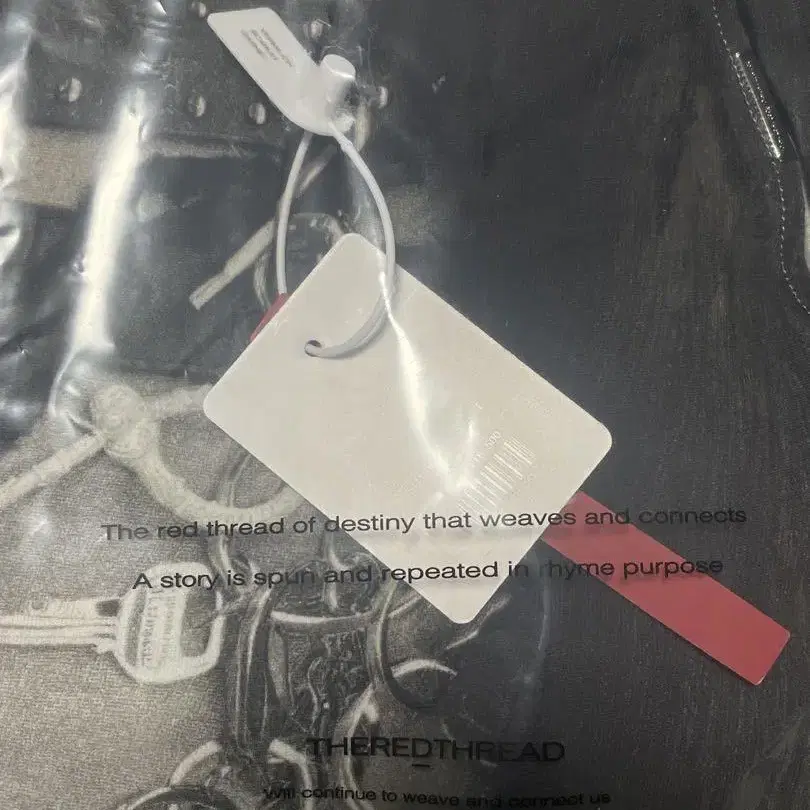 The red thread of destiny that weaves and connects
A story is spun and repeated in rhyme purpose
THEREDTHREAD
Will continue to weave and connect us